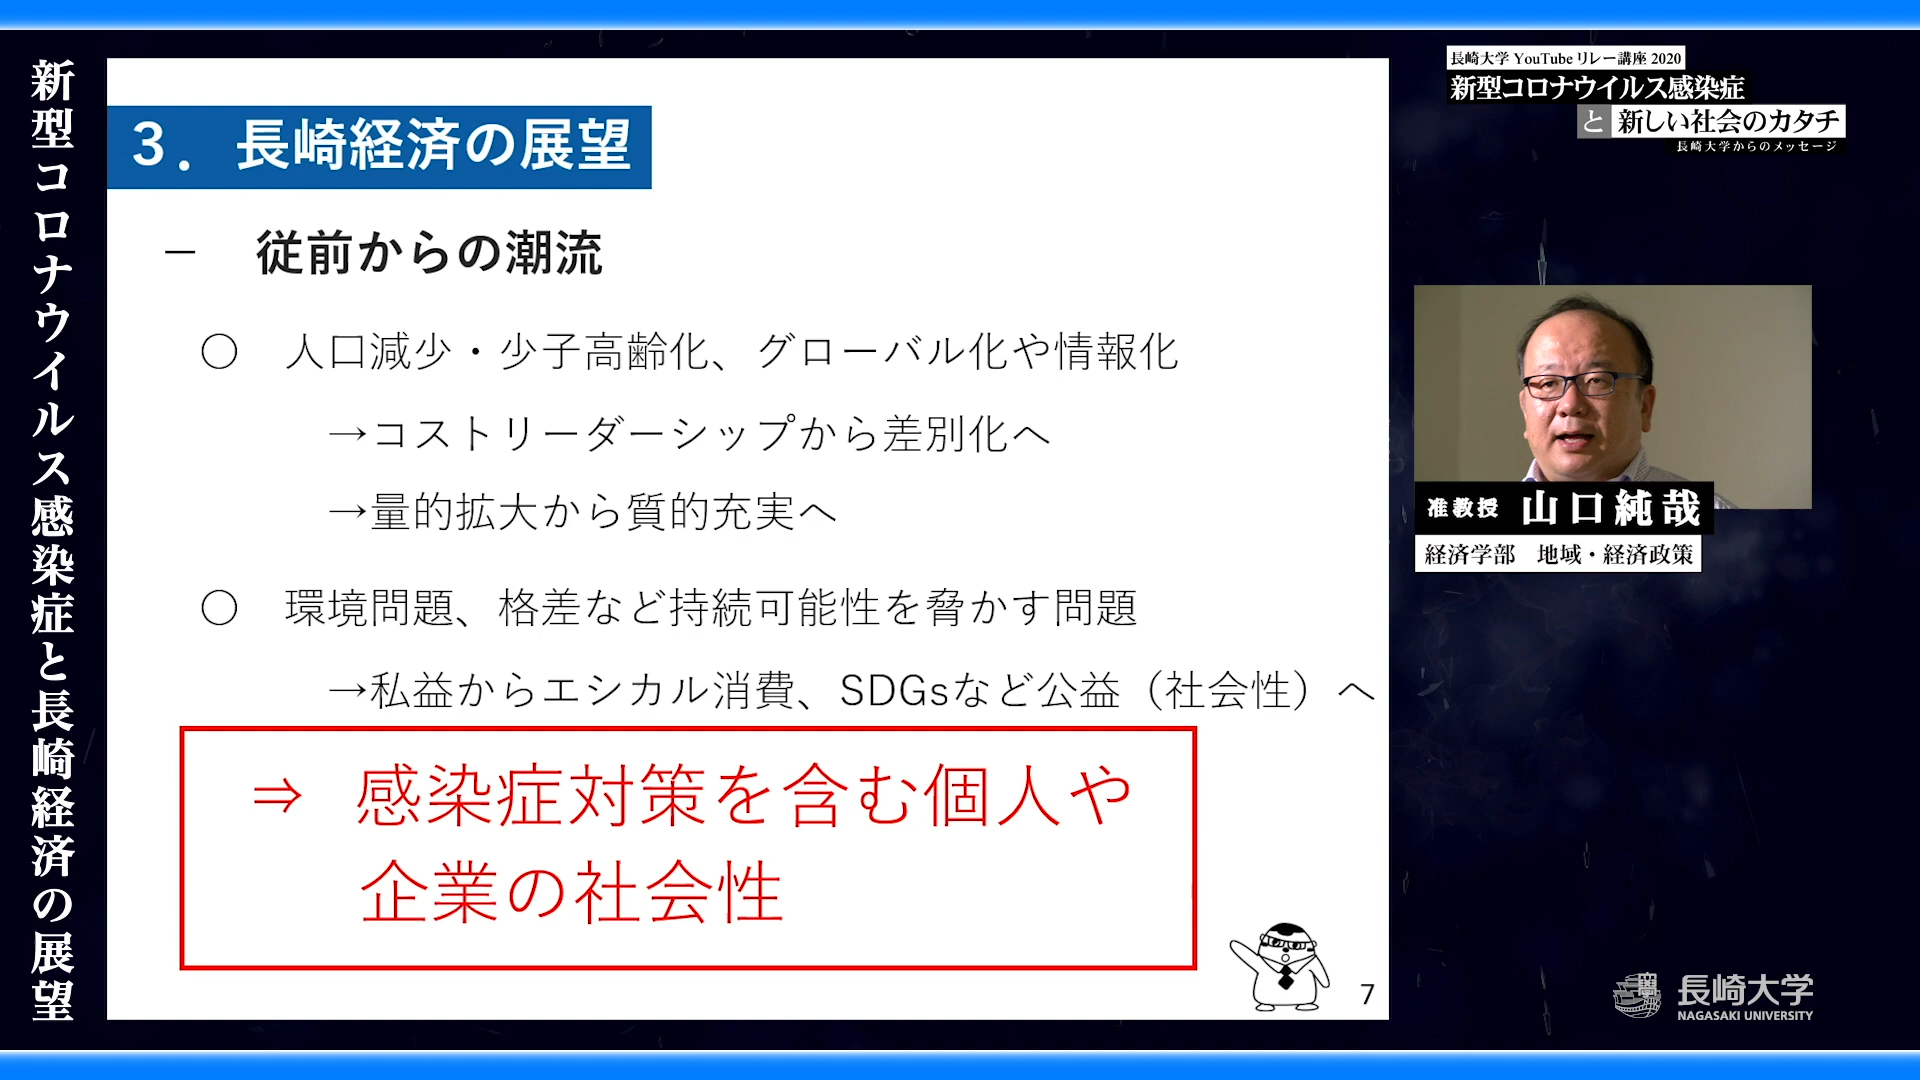 新型コロナウイルス感染症と長崎経済の展望
3．長崎経済の展望
－　従前からの潮流
○　人口減少・少子高齢化、グローバル化や情報化
→コストリーダーシップから差別化へ
→量的拡大から質的充実へ
○　環境問題、格差など持続可能性を脅かす問題
→私益からエシカル消費、SDGsなど公益（社会性）へ
⇒　感染症対策を含む個人や
企業の社会性
7
長崎大学 YouTube リレー講座 2020
新型コロナウイルス感染症
と 新しい社会のカタチ
長崎大学からのメッセージ
准教授 山口純哉
経済学部　地域・経済政策
長崎大学
NAGASAKI UNIVERSITY